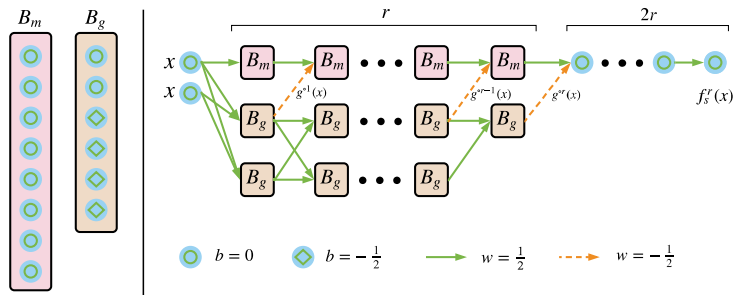 B_m B_g
r 2r
x B_m B_m B_m B_m
x g^{∘1}(x) g^{∘r−1}(x) g^{∘r}(x) f_s^r(x)
B_g B_g B_g B_g
B_g B_g B_g
b = 0 b = − 1/2 w = 1/2 w = − 1/2